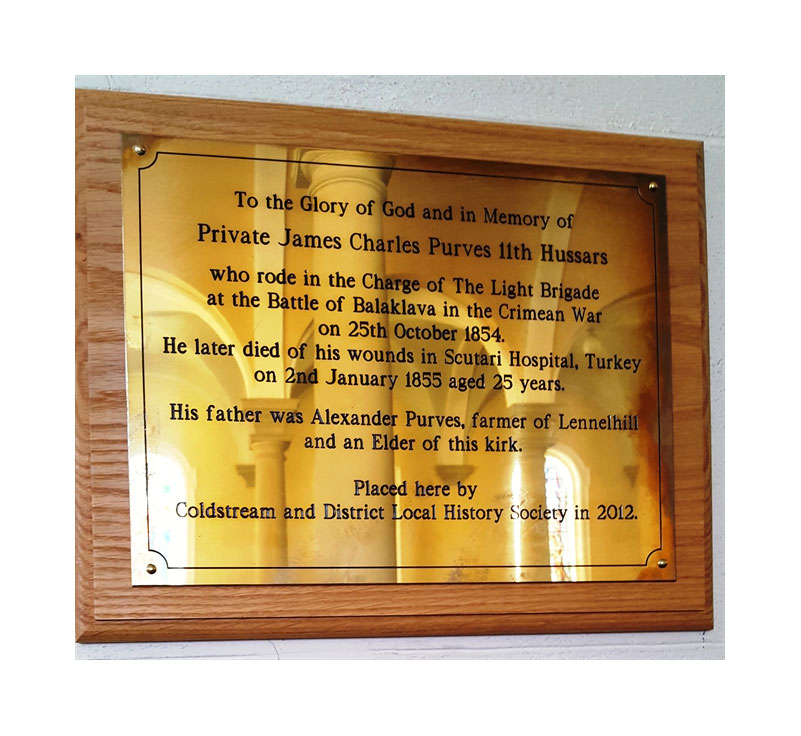 To the Glory of God and in Memory of
Private James Charles Purves 11th Hussars
who rode in the Charge of The Light Brigade
at the Battle of Balaklava in the Crimean War
on 25th October 1854.
He later died of his wounds in Scutari Hospital, Turkey
on 2nd January 1855 aged 25 years.
His father was Alexander Purves, farmer of Lennelhill
and an Elder of this kirk.
Placed here by
Coldstream and District Local History Society in 2012.